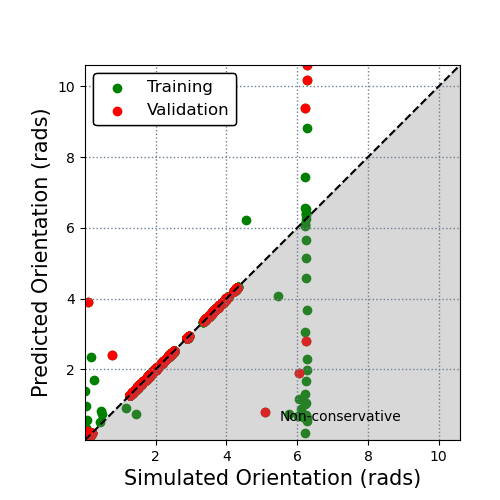 Training
Validation
Predicted Orientation (rads)
10
8
6
4
2
Non-conservative
2
4
6
8
10
Simulated Orientation (rads)